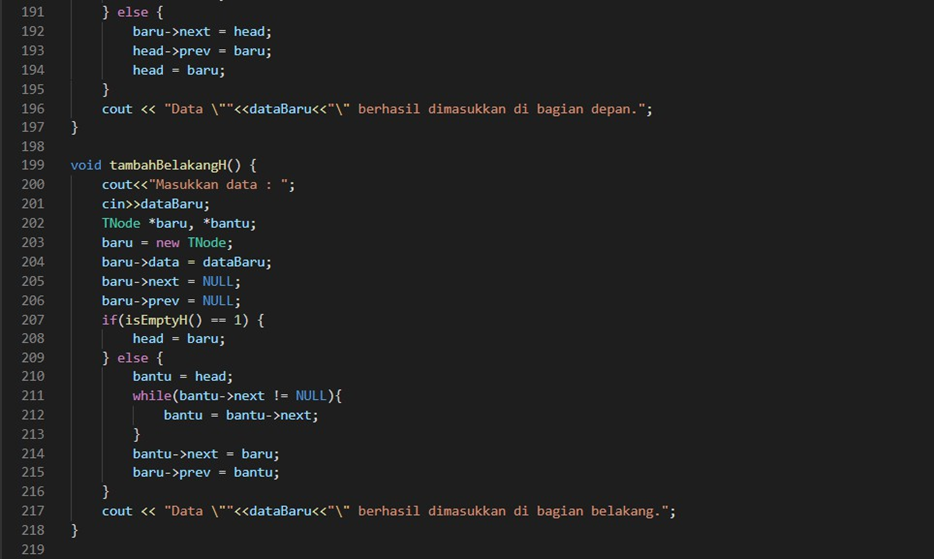 191 } else {
192 baru->next = head;
193 head->prev = baru;
194 head = baru;
195 }
196 cout << "Data \""<<dataBaru<<"\" berhasil dimasukkan di bagian depan.";
197 }
198
199 void tambahBelakangH() {
200 cout<<"Masukkan data : ";
201 cin>>dataBaru;
202 TNode *baru, *bantu;
203 baru = new TNode;
204 baru->data = dataBaru;
205 baru->next = NULL;
206 baru->prev = NULL;
207 if(isEmptyH() == 1) {
208 head = baru;
209 } else {
210 bantu = head;
211 while(bantu->next != NULL){
212 bantu = bantu->next;
213 }
214 bantu->next = baru;
215 baru->prev = bantu;
216 }
217 cout << "Data \""<<dataBaru<<"\" berhasil dimasukkan di bagian belakang.";
218 }
219